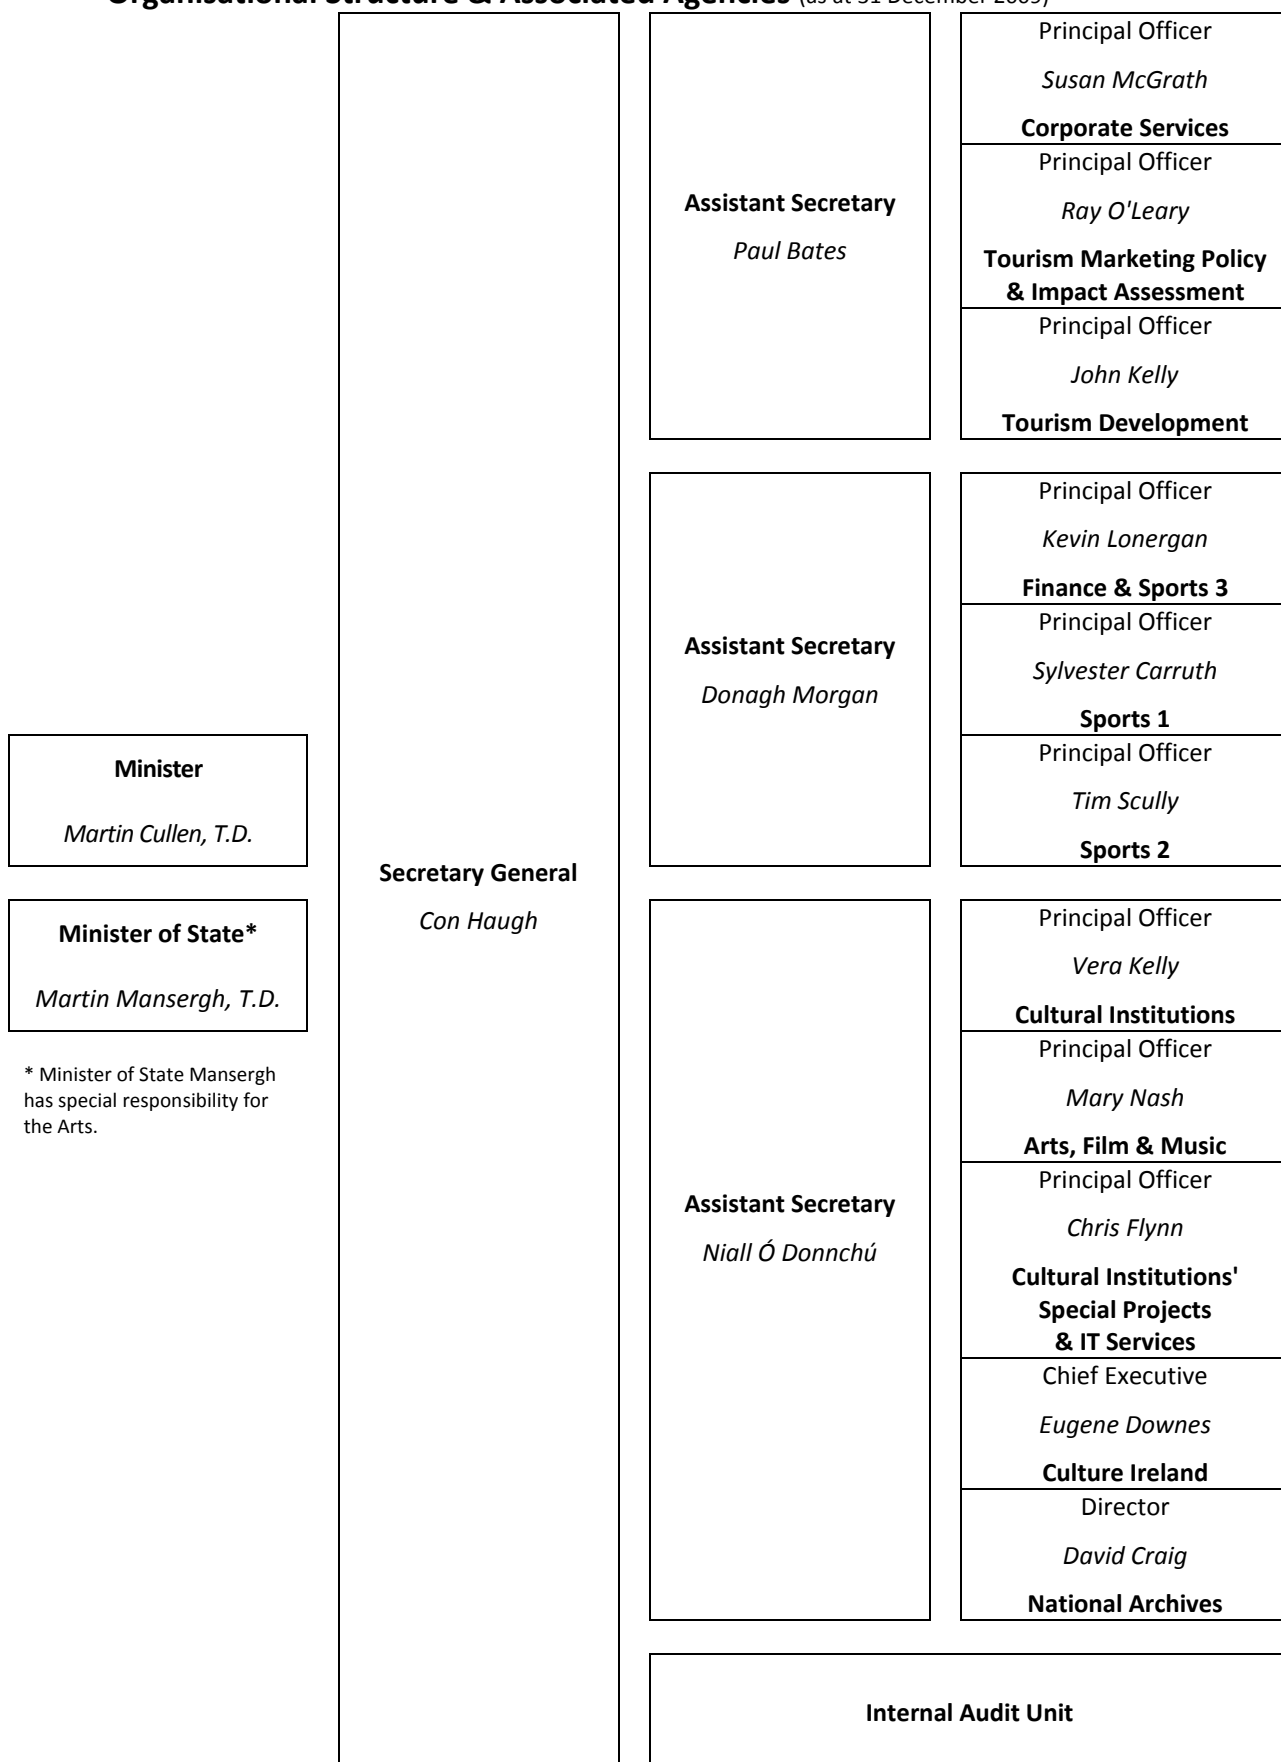 Organisational Structure & Associated Agencies (as at 31 December 2009)
Minister
Martin Cullen, T.D.
Minister of State*
Martin Mansergh, T.D.
* Minister of State Mansergh
has special responsibility for
the Arts.
Secretary General
Con Haugh
Assistant Secretary
Paul Bates
Principal Officer
Susan McGrath
Corporate Services
Principal Officer
Ray O'Leary
Tourism Marketing Policy
& Impact Assessment
Principal Officer
John Kelly
Tourism Development
Assistant Secretary
Donagh Morgan
Principal Officer
Kevin Lonergan
Finance & Sports 3
Principal Officer
Sylvester Carruth
Sports 1
Principal Officer
Tim Scully
Sports 2
Assistant Secretary
Niall Ó Donnchú
Principal Officer
Vera Kelly
Cultural Institutions
Principal Officer
Mary Nash
Arts, Film & Music
Principal Officer
Chris Flynn
Cultural Institutions'
Special Projects
& IT Services
Chief Executive
Eugene Downes
Culture Ireland
Director
David Craig
National Archives
Internal Audit Unit